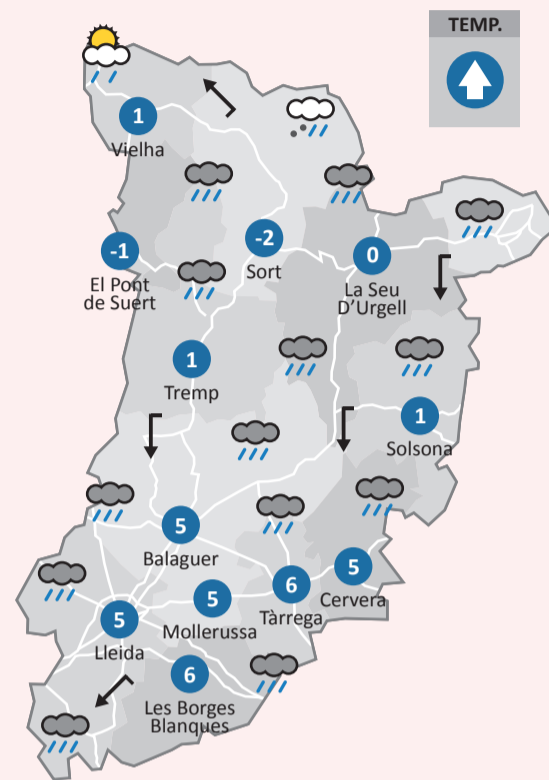 TEMP.
1
Vielha
-1
El Pont
de Suert
-2
Sort
0
La Seu
D'Urgell
1
Tremp
1
Solsona
5
Balaguer
5
Cervera
6
Tàrrega
5
Mollerussa
5
Lleida
6
Les Borges
Blanques